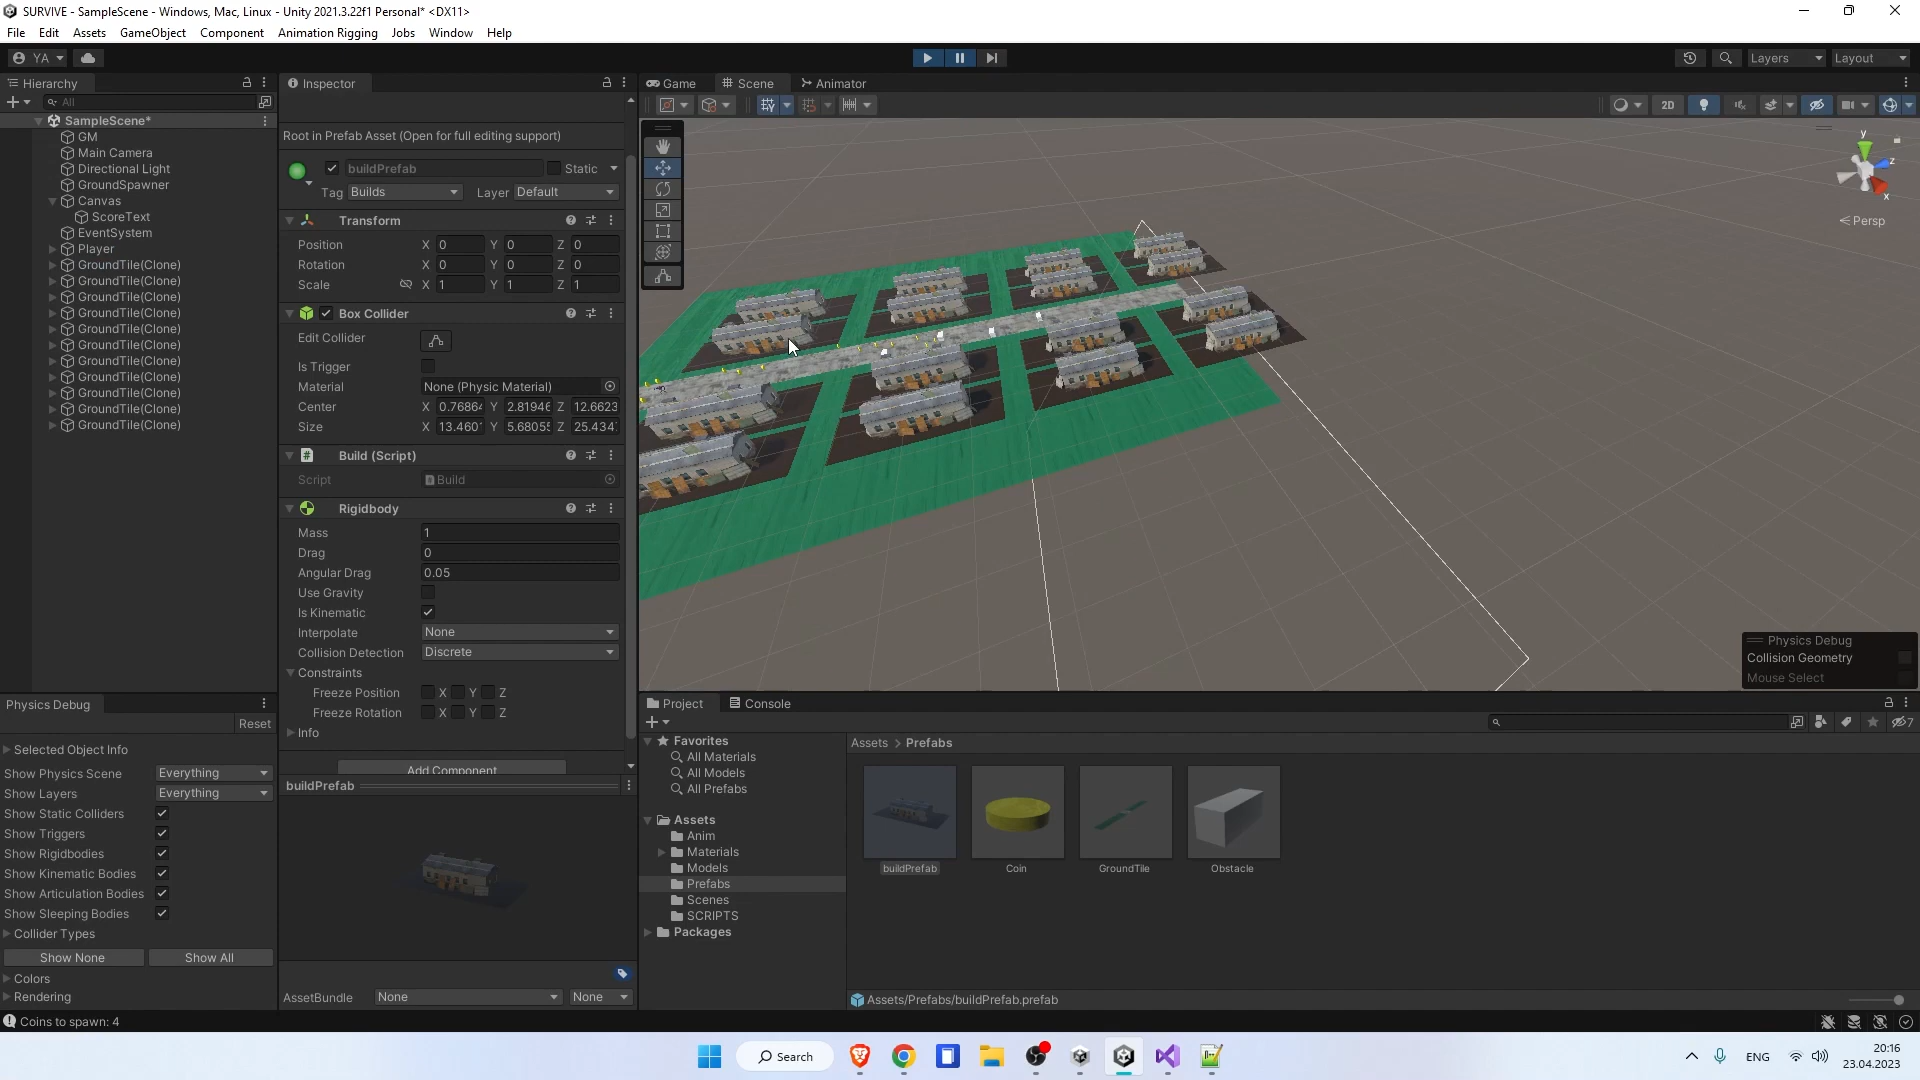 SURVIVE - SampleScene - Windows, Mac, Linux - Unity 2021.3.22f1 Personal* <DX11>
File Edit Assets GameObject Component Animation Rigging Jobs Window Help
YA
Layers
Layout
Hierarchy
All
SampleScene*
GM
Main Camera
Directional Light
GroundSpawner
Canvas
ScoreText
EventSystem
Player
GroundTile(Clone)
GroundTile(Clone)
GroundTile(Clone)
GroundTile(Clone)
GroundTile(Clone)
GroundTile(Clone)
GroundTile(Clone)
GroundTile(Clone)
GroundTile(Clone)
GroundTile(Clone)
GroundTile(Clone)
Physics Debug
Reset
Selected Object Info
Show Physics Scene Everything
Show Layers Everything
Show Static Colliders
Show Triggers
Show Rigidbodies
Show Kinematic Bodies
Show Articulation Bodies
Show Sleeping Bodies
Collider Types
Show None Show All
Colors
Rendering
Inspector
Root in Prefab Asset (Open for full editing support)
buildPrefab Static
Tag Builds Layer Default
Transform
Position X 0 Y 0 Z 0
Rotation X 0 Y 0 Z 0
Scale X 1 Y 1 Z 1
Box Collider
Edit Collider
Is Trigger
Material None (Physic Material)
Center X 0.7686 Y 2.8194 Z 12.6623
Size X 13.460 Y 5.6805 Z 25.434
Build (Script)
Script Build
Rigidbody
Mass 1
Drag 0
Angular Drag 0.05
Use Gravity
Is Kinematic
Interpolate None
Collision Detection Discrete
Constraints
Freeze Position X Y Z
Freeze Rotation X Y Z
Info
Add Component
buildPrefab
AssetBundle None None
Game Scene Animator
2D
y
z
x
Persp
Physics Debug
Collision Geometry
Mouse Select
Project Console
7
Favorites
All Materials
All Models
All Prefabs
Assets
Anim
Materials
Models
Prefabs
Scenes
SCRIPTS
Packages
Assets > Prefabs
buildPrefab Coin GroundTile Obstacle
Assets/Prefabs/buildPrefab.prefab
Coins to spawn: 4
Search
ENG
20:16
23.04.2023